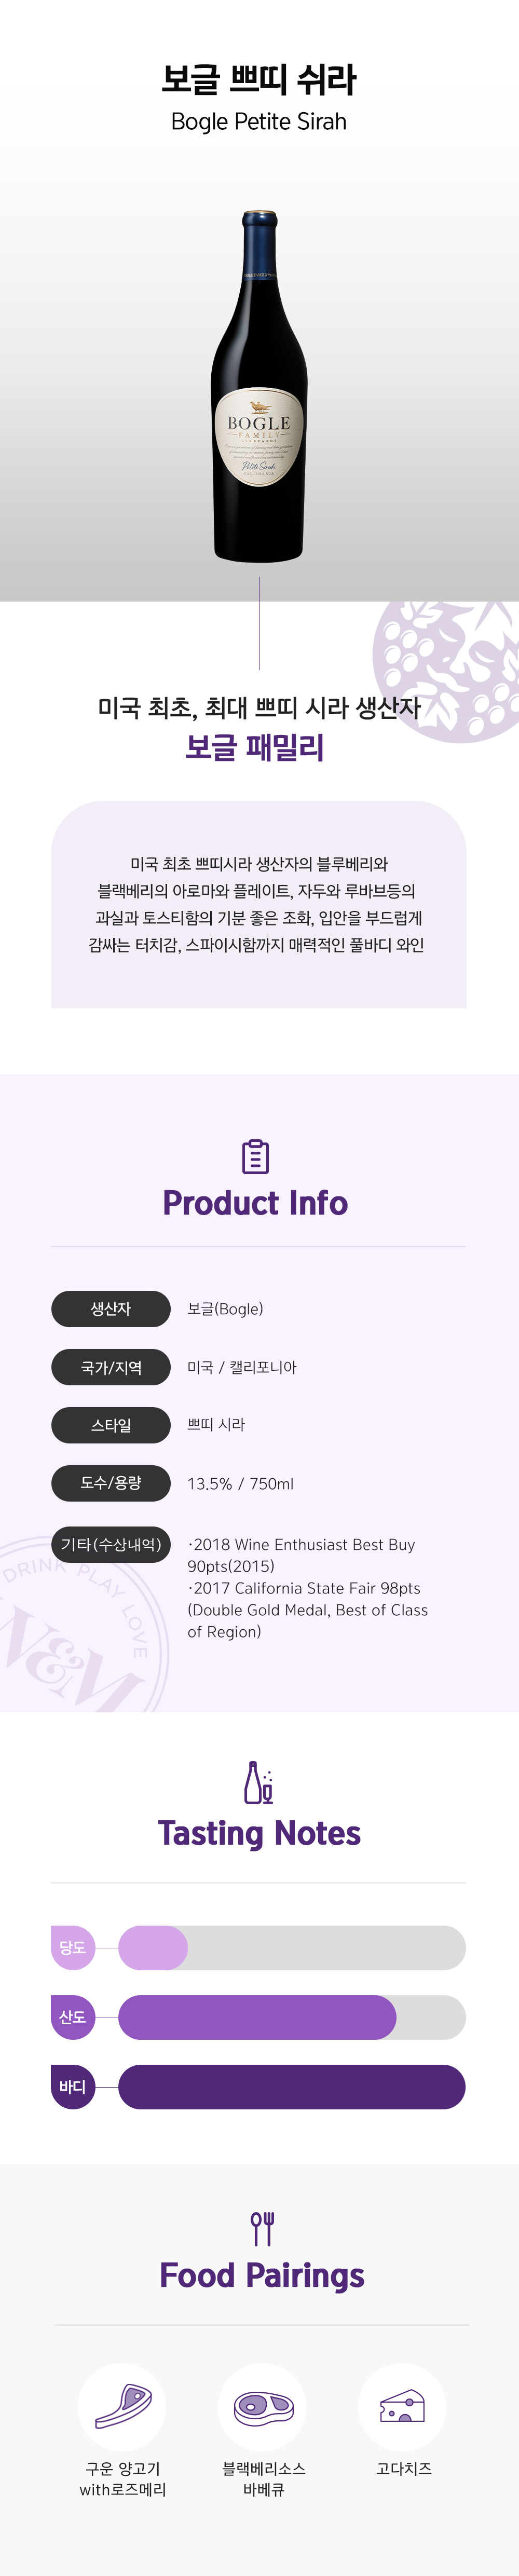 보글 쁘띠 쉬라
Bogle Petite Sirah
BOGLE
FAMILY
VINEYARDS
Petite Sirah
CALIFORNIA
미국 최초, 최대 쁘띠 시라 생산자
보글 패밀리
미국 최초 쁘띠시라 생산자의 블루베리와
블랙베리의 아로마와 플레이트, 자두와 루바브등의
과실과 토스티함의 기분 좋은 조화, 입안을 부드럽게
감싸는 터치감, 스파이시함까지 매력적인 풀바디 와인
Product Info
생산자 보글(Bogle)
국가/지역 미국 / 캘리포니아
스타일 쁘띠 시라
도수/용량 13.5% / 750ml
기타(수상내역) ·2018 Wine Enthusiast Best Buy
90pts(2015)
·2017 California State Fair 98pts
(Double Gold Medal, Best of Class
of Region)
DRINK PLAY LOVE
W&M
Tasting Notes
당도
산도
바디
Food Pairings
구운 양고기
with로즈메리
블랙베리소스
바베큐
고다치즈